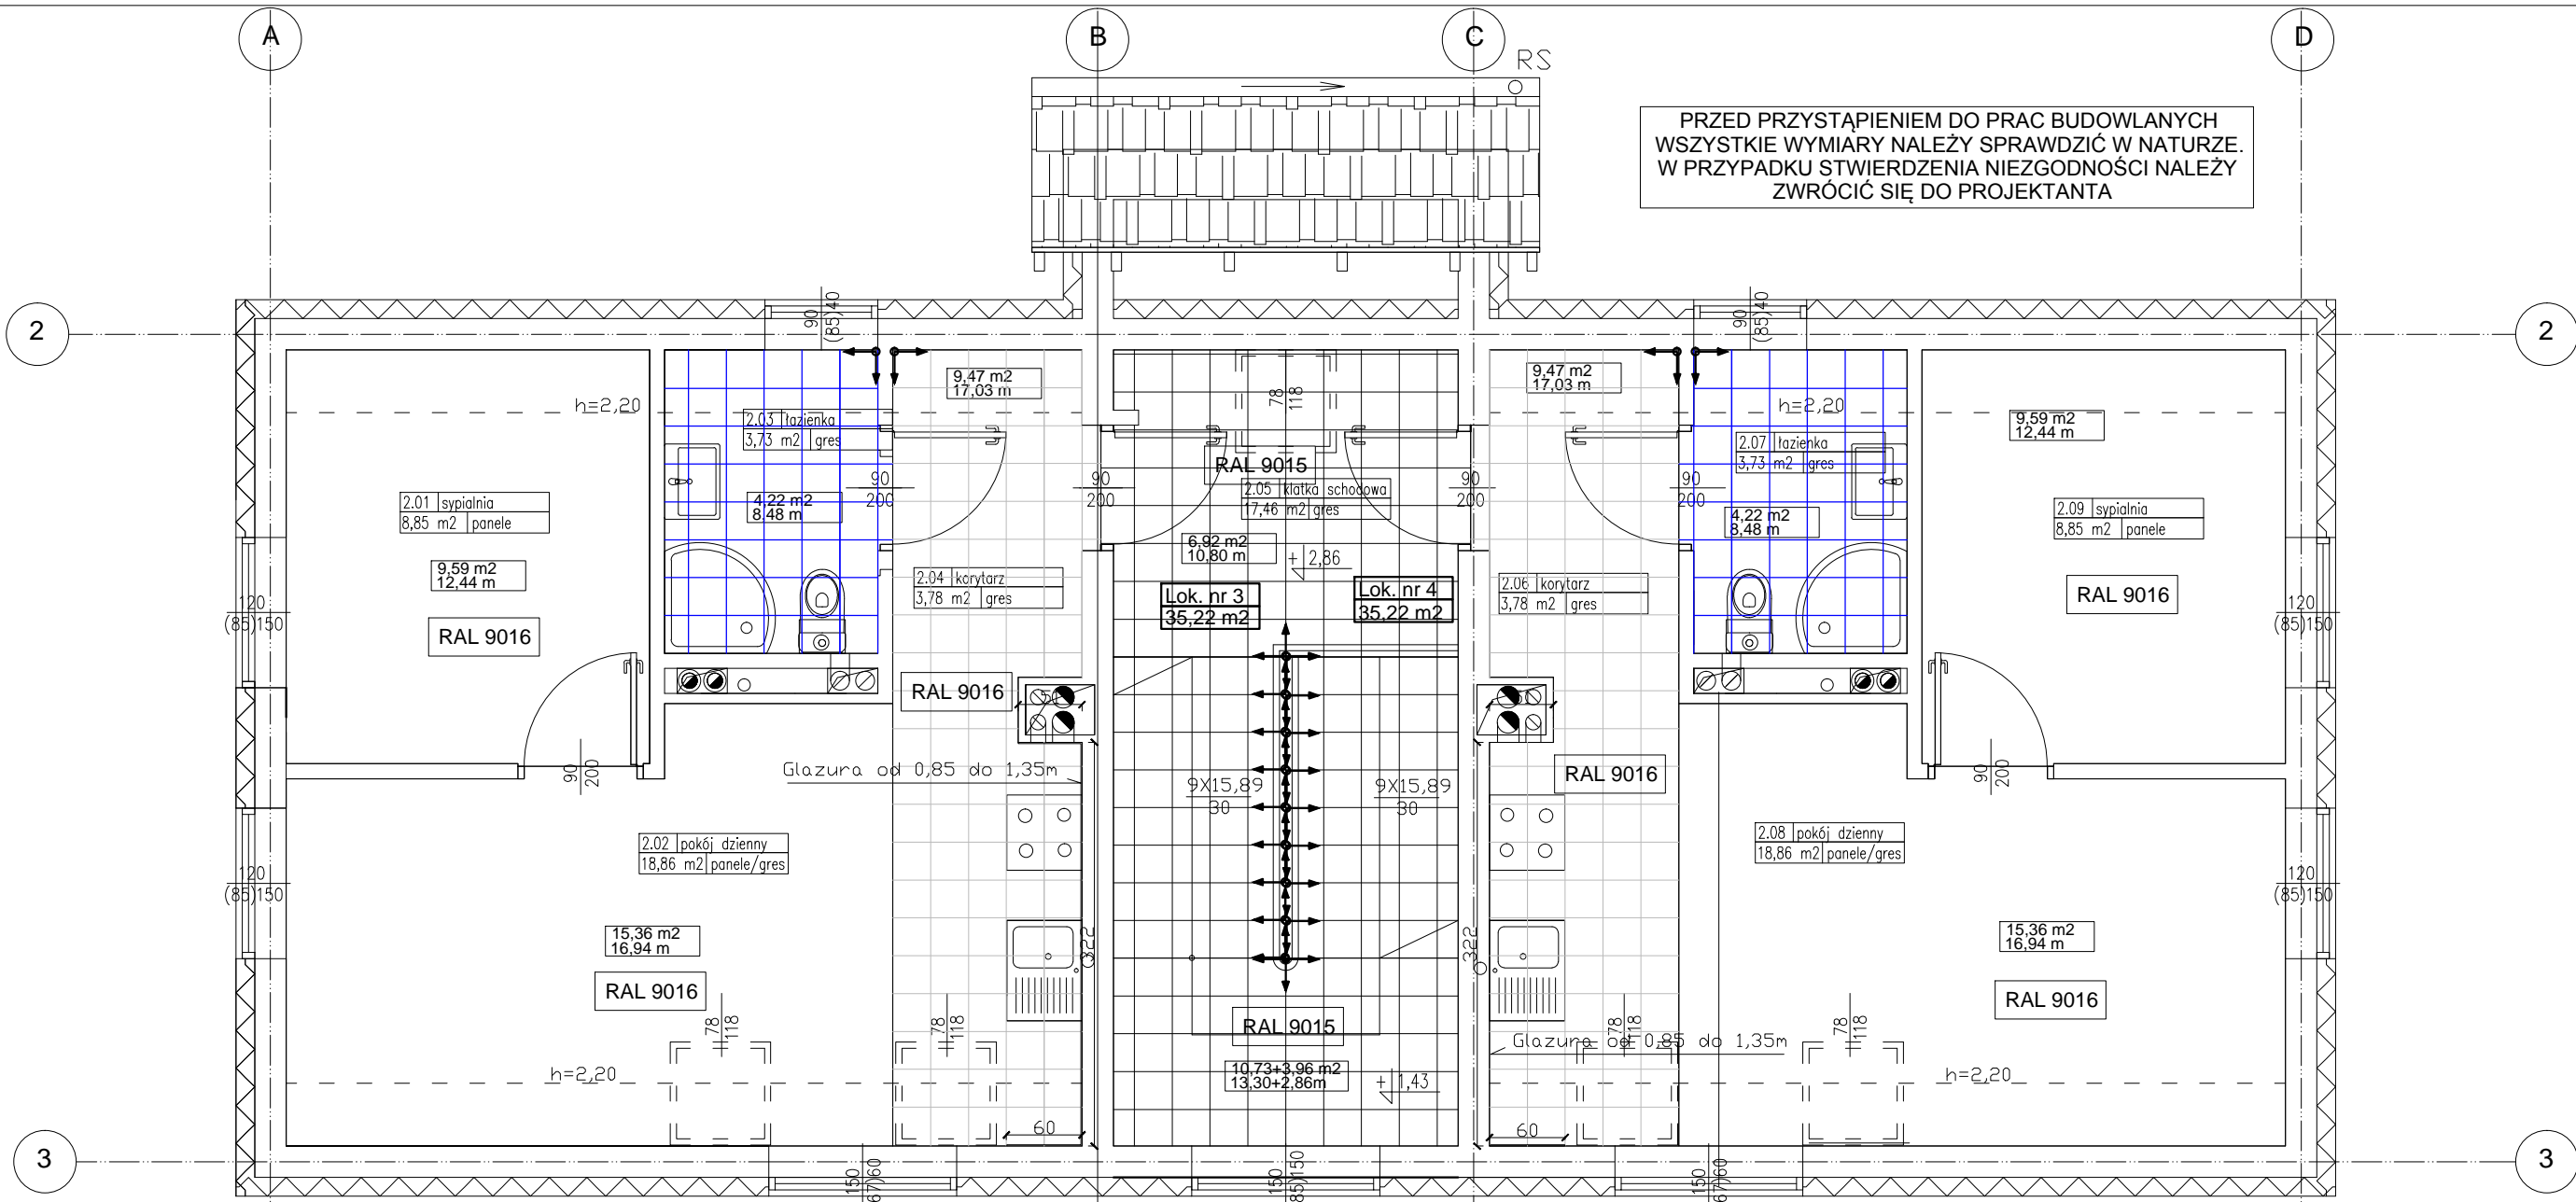 A
B
C
D
RS
PRZED PRZYSTĄPIENIEM DO PRAC BUDOWLANYCH
WSZYSTKIE WYMIARY NALEŻY SPRAWDZIĆ W NATURZE.
W PRZYPADKU STWIERDZENIA NIEZGODNOŚCI NALEŻY
ZWRÓCIĆ SIĘ DO PROJEKTANTA
2
2
90
(85)40
90
(85)40
9,47 m2
17,03 m
78
118
9,47 m2
17,03 m
h=2,20
h=2,20
2.03 łazienka
3,73 m2 gres
9,59 m2
12,44 m
2.07 łazienka
3,73 m2 gres
RAL 9015
2.05 klatka schodowa
17,46 m2 gres
90
200
90
200
90
200
90
200
2.01 sypialnia
8,85 m2 panele
4,22 m2
8,48 m
4,22 m2
8,48 m
2.09 sypialnia
8,85 m2 panele
6,92 m2
10,80 m
+ 2,86
9,59 m2
12,44 m
2.04 korytarz
3,78 m2 gres
Lok. nr 3
35,22 m2
Lok. nr 4
35,22 m2
2.06 korytarz
3,78 m2 gres
RAL 9016
120
(85)150
120
(85)150
RAL 9016
RAL 9016
RAL 9016
90
200
90
200
Glazura od 0,85 do 1,35m
9X15,89
30
9X15,89
30
2.02 pokój dzienny
18,86 m2 panele/gres
2.08 pokój dzienny
18,86 m2 panele/gres
120
(85)150
120
(85)150
15,36 m2
16,94 m
322
322
15,36 m2
16,94 m
RAL 9016
RAL 9016
78
118
78
118
RAL 9015
78
118
78
118
Glazura od 0,85 do 1,35m
h=2,20
10,73+3,96 m2
13,30+2,86m
+ 1,43
h=2,20
60
60
3
3
150
67)60
150
85)150
150
67)60